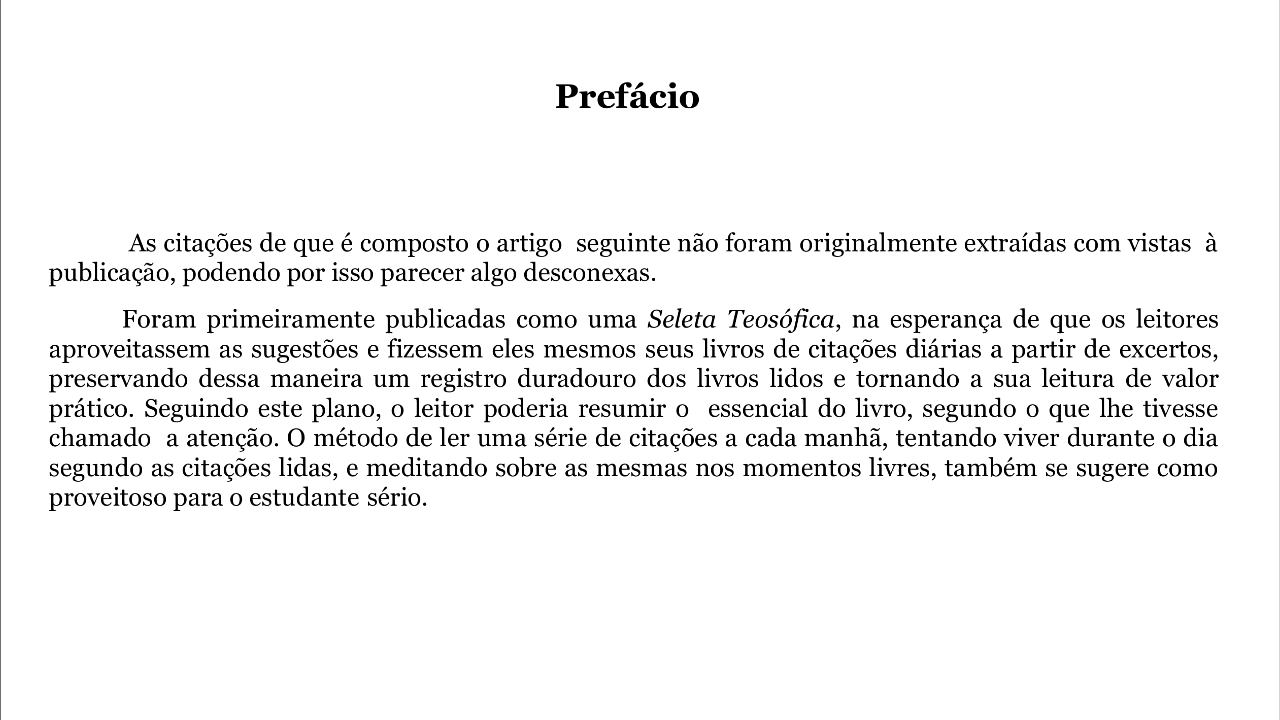 Prefácio
As citações de que é composto o artigo  seguinte não foram originalmente extraídas com vistas  à
publicação, podendo por isso parecer algo desconexas.
Foram primeiramente publicadas como uma Seleta Teosófica, na esperança de que os leitores
aproveitassem as sugestões e fizessem eles mesmos seus livros de citações diárias a partir de excertos,
preservando dessa maneira um registro duradouro dos livros lidos e tornando a sua leitura de valor
prático. Seguindo este plano, o leitor poderia resumir o  essencial do livro, segundo o que lhe tivesse
chamado  a atenção. O método de ler uma série de citações a cada manhã, tentando viver durante o dia
segundo as citações lidas, e meditando sobre as mesmas nos momentos livres, também se sugere como
proveitoso para o estudante sério.